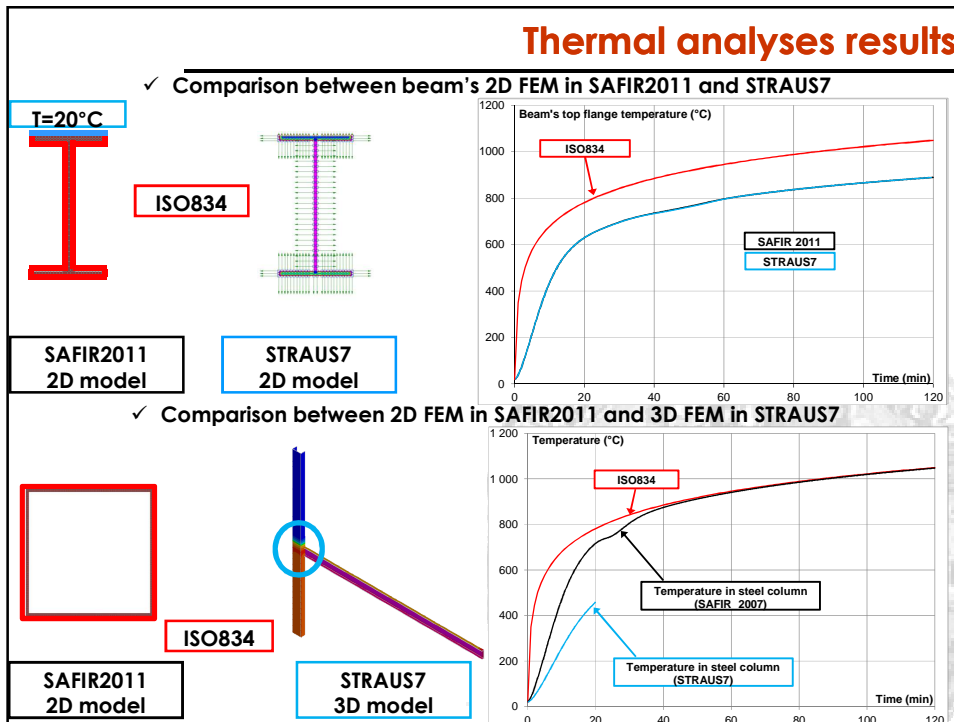 Thermal analyses results
✓ Comparison between beam's 2D FEM in SAFIR2011 and STRAUS7
T=20°C
ISO834
SAFIR2011
2D model
STRAUS7
2D model
Beam's top flange temperature (°C)
1200
1000
800
600
400
200
0
ISO834
SAFIR 2011
STRAUS7
Time (min)
0 20 40 60 80 100 120
✓ Comparison between 2D FEM in SAFIR2011 and 3D FEM in STRAUS7
ISO834
SAFIR2011
2D model
STRAUS7
3D model
Temperature (°C)
1 200
1 000
800
600
400
200
0
ISO834
Temperature in steel column
(SAFIR 2007)
Temperature in steel column
(STRAUS7)
Time (min)
0 20 40 60 80 100 120